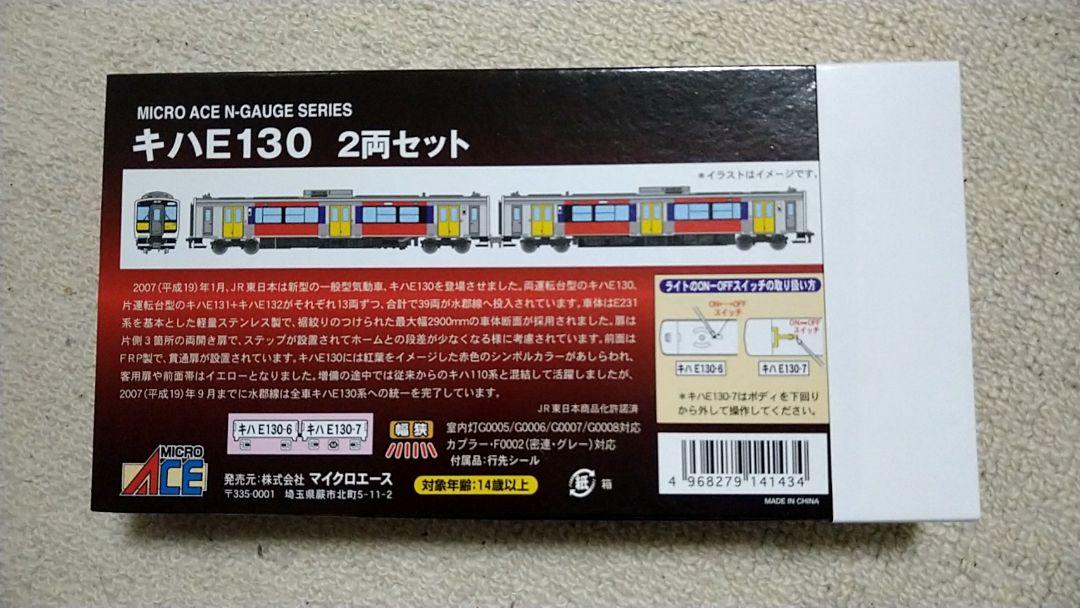 MICRO ACE N-GAUGE SERIES
キハE130 2両セット
*イラストはイメージです。
2007(平成19)年1月、JR東日本は新型の一般型気動車、キハE130を登場させました。両運転台型のキハE130、
片運転台型のキハE131+キハE132がそれぞれ13両ずつ、合計で39両が水郡線へ投入されています。車体はE231
系を基本とした軽量ステンレス製で、裾絞りのつけられた最大幅2900mmの車体断面が採用されました。扉は
片側3箇所の両開き扉で、ステップが設置されてホームとの段差が少なくなる様に考慮されています。前面は
FRP製で、貫通扉が設置されています。キハE130には紅葉をイメージした赤色のシンボルカラーがあしらわれ、
客用扉や前面帯はイエローとなりました。増備の途中では従来からのキハ110系と混結して活躍しましたが、
2007(平成19)年9月までに水郡線は全車キハE130系への統一を完了しています。
JR東日本商品化許諾済
ライトのON-OFFスイッチの取り扱い方
ON↔OFF
スイッチ
ON↔OFF
スイッチ
キハE130-6
キハE130-7
*キハE130-7はボディを下回り
から外して操作してください。
キハE130-6
キハE130-7
幅狭
室内灯G0005/G0006/G0007/G0008対応
カプラー・F0002(密連・グレー)対応
付属品:行先シール
MICRO
ACE
発売元:株式会社 マイクロエース
〒335-0001 埼玉県蕨市北町5-11-2
対象年齢:14歳以上
紙 箱
4 968279 141434
MADE IN CHINA